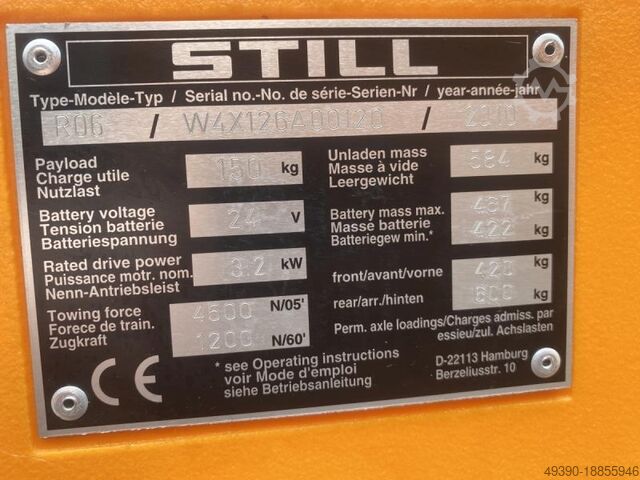 STILL
Type-Modèle-Typ / Serial no.-No. de série-Serien-Nr / year-année-jahr
R06 / W4X126A00120 / 2010
Payload
Charge utile
Nutzlast
150 kg
Battery voltage
Tension batterie
Batteriespannung
24 V
Rated drive power
Puissance motr. nom.
Nenn-Antriebsleist
3.2 kW
Towing force
Forece de train.
Zugkraft
4600 N/05'
1200 N/60'
Unladen mass
Masse à vide
Leergewicht
584 kg
Battery mass max.
Masse batterie
Batteriegew min.*
467 kg
422 kg
front/avant/vorne
420 kg
rear/arr./hinten
600 kg
Perm. axle loadings/Charges admiss. par
essieu/zul. Achslasten
* see Operating instructions
voir Mode d'emploi
siehe Betriebsanleitung
CE
D-22113 Hamburg
Berzeliusstr. 10
49390-18855946